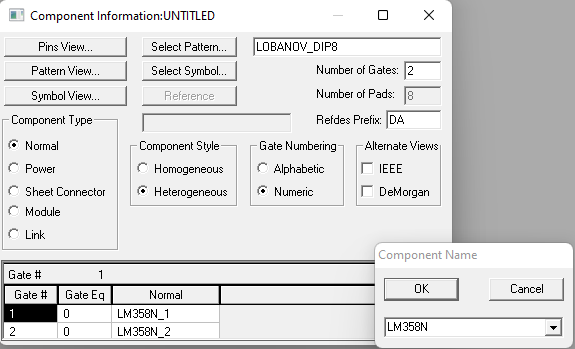 Component Information:UNTITLED
Pins View... Select Pattern... LOBANOV_DIP8
Pattern View... Select Symbol... Number of Gates: 2
Symbol View... Reference Number of Pads: 8
Refdes Prefix: DA
Component Type Component Style Gate Numbering Alternate Views
Normal
Power Homogeneous Alphabetic IEEE
Sheet Connector Heterogeneous Numeric DeMorgan
Module
Link
Component Name
Gate # 1
OK Cancel
Gate # Gate Eq Normal
1 0 LM358N_1
2 0 LM358N_2
LM358N